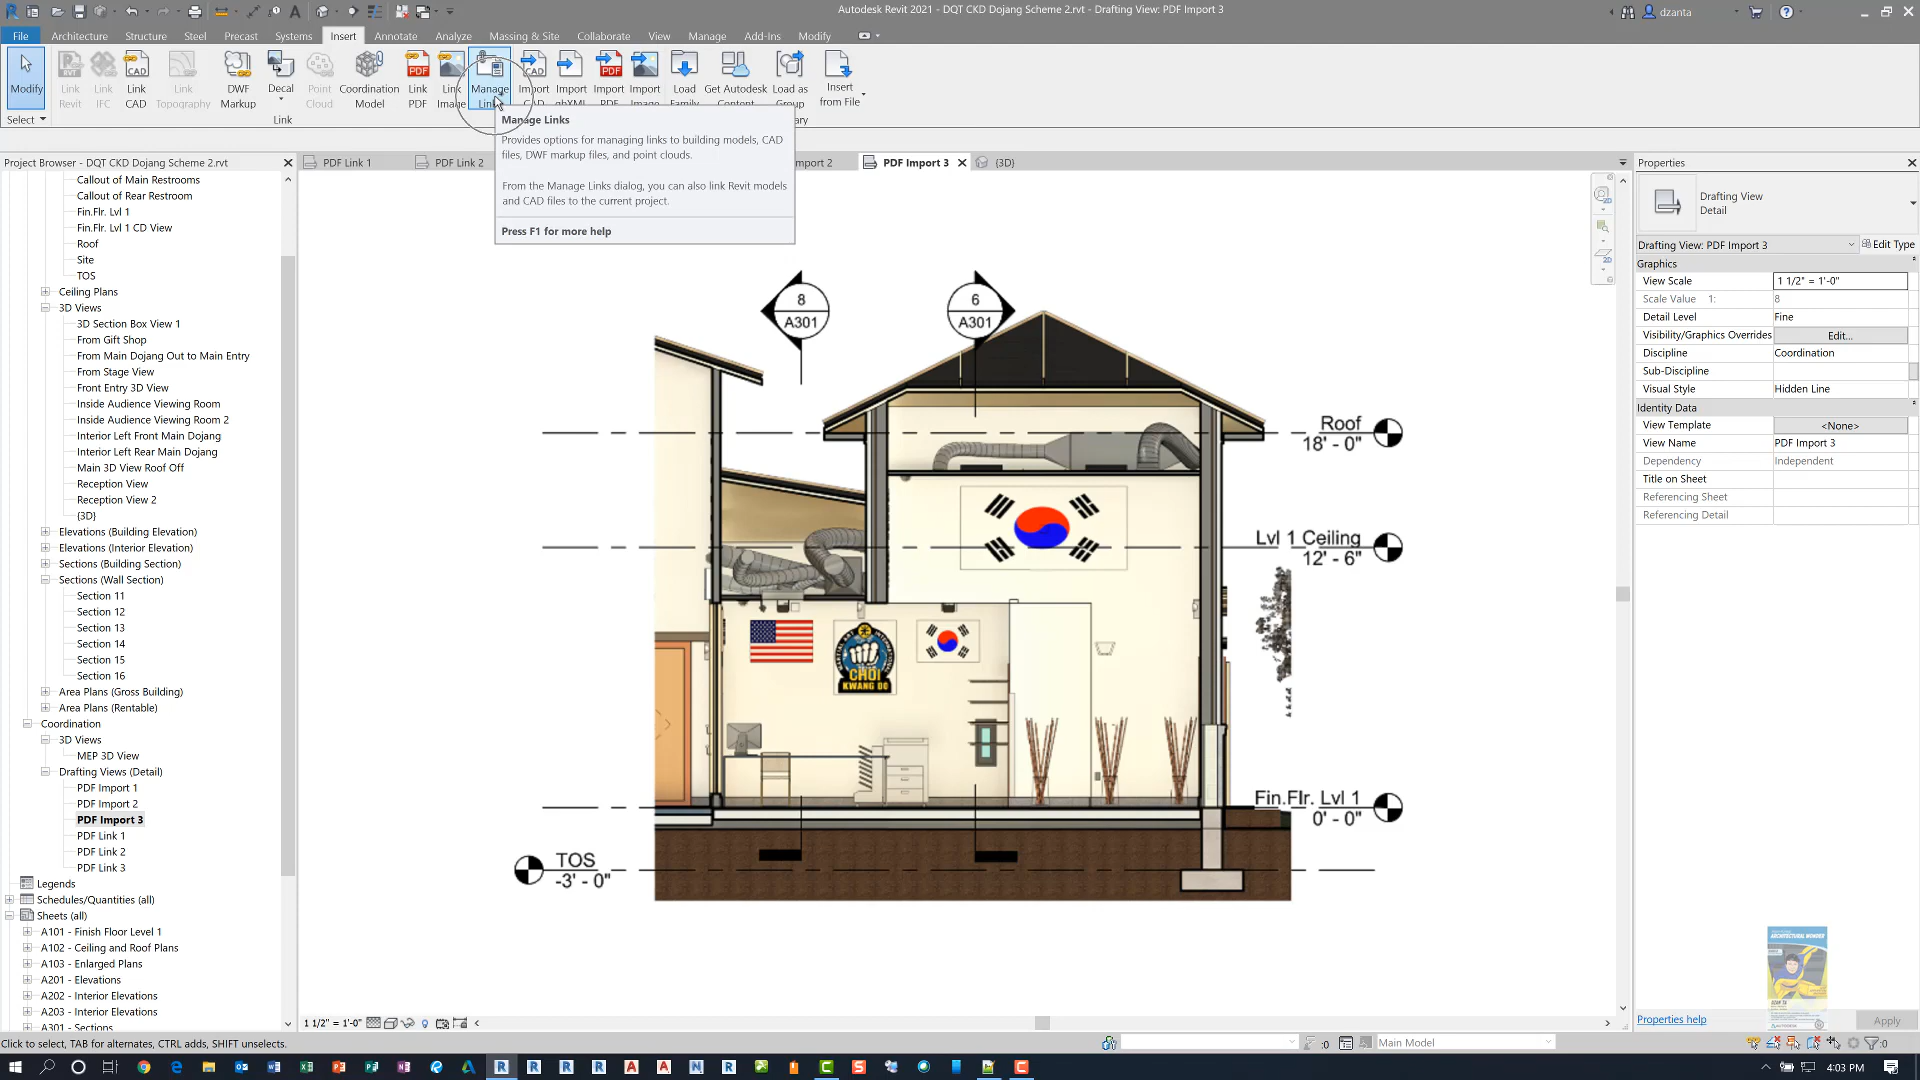 Autodesk Revit 2021 - DQT CKD Dojang Scheme 2.rvt - Drafting View: PDF Import 3
dzanta
File Architecture Structure Steel Precast Systems Insert Annotate Analyze Massing & Site Collaborate View Manage Add-Ins Modify
Modify
Link Revit
Link IFC
Link CAD
Link Topography
DWF Markup
Decal
Point Cloud
Coordination Model
Link PDF
Link Image
Manage Links
Import CAD
Import gbXML
Import PDF
Import Image
Load Family
Get Autodesk Content
Load as Group
Insert from File
Select
Link
Manage Links
Provides options for managing links to building models, CAD
files, DWF markup files, and point clouds.
From the Manage Links dialog, you can also link Revit models
and CAD files to the current project.
Press F1 for more help
Project Browser - DQT CKD Dojang Scheme 2.rvt
PDF Link 1
PDF Link 2
mport 2
PDF Import 3
{3D}
Callout of Main Restrooms
Callout of Rear Restroom
Fin.Flr. Lvl 1
Fin.Flr. Lvl 1 CD View
Roof
Site
TOS
Ceiling Plans
3D Views
3D Section Box View 1
From Gift Shop
From Main Dojang Out to Main Entry
From Stage View
Front Entry 3D View
Inside Audience Viewing Room
Inside Audience Viewing Room 2
Interior Left Front Main Dojang
Interior Left Rear Main Dojang
Main 3D View Roof Off
Reception View
Reception View 2
{3D}
Elevations (Building Elevation)
Elevations (Interior Elevation)
Sections (Building Section)
Sections (Wall Section)
Section 11
Section 12
Section 13
Section 14
Section 15
Section 16
Area Plans (Gross Building)
Area Plans (Rentable)
Coordination
3D Views
MEP 3D View
Drafting Views (Detail)
PDF Import 1
PDF Import 2
PDF Import 3
PDF Link 1
PDF Link 2
PDF Link 3
Legends
Schedules/Quantities (all)
Sheets (all)
A101 - Finish Floor Level 1
A102 - Ceiling and Roof Plans
A103 - Enlarged Plans
A201 - Elevations
A202 - Interior Elevations
A203 - Interior Elevations
A301 - Sections
8
A301
6
A301
Roof
18' - 0"
Lvl 1 Ceiling
12' - 6"
CHOI
KWANG DO
Fin.Flr. Lvl 1
0' - 0"
TOS
-3' - 0"
Properties
Drafting View
Detail
Drafting View: PDF Import 3
Edit Type
Graphics
View Scale 1 1/2" = 1'-0"
Scale Value 1: 8
Detail Level Fine
Visibility/Graphics Overrides Edit...
Discipline Coordination
Sub-Discipline
Visual Style Hidden Line
Identity Data
View Template <None>
View Name PDF Import 3
Dependency Independent
Title on Sheet
Referencing Sheet
Referencing Detail
ARCHITECTURAL WONDER
Properties help
Apply
1 1/2" = 1'-0"
Click to select, TAB for alternates, CTRL adds, SHIFT unselects.
:0
Main Model
:0
4:03 PM